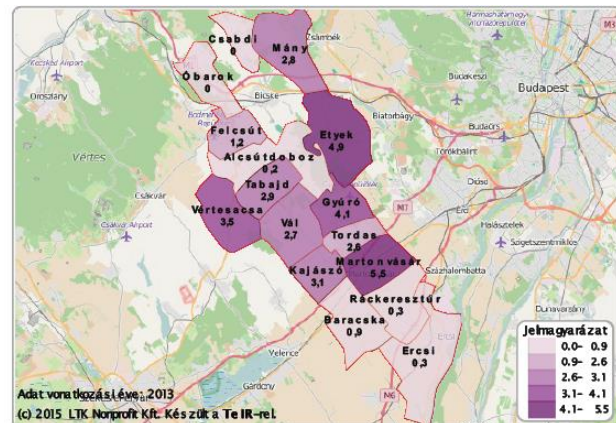 Csabdi
0
Mány
2,8
Zsámbék
Óbarok
0
Bicske
Oroszlány
Budakeszi
Budapest
Biatorbágy
Budaörs
Törökbálint
Felcsút
1,2
Etyek
4,9
Alcsútdoboz
0,2
Vértes
Csákvár
Tabajd
2,9
Vértesacsa
3,5
Gyúró
4,1
M7
Diósd
Érd
Halásztelek
Szigetszentmiklós
Vál
2,7
Tordas
2,6
Martonvásár
5,5
Kajászó
3,1
Százhalombatta
Ráckeresztúr
0,3
Baracska
0,9
Ercsi
0,3
Velence
Gárdony
Dunavarsány
M6
Jelmagyarázat
0.0- 0.9
0.9- 2.6
2.6- 3.1
3.1- 4.1
4.1- 5.5
Adat vonatkozási éve: 2013
(c) 2015 LTK Nonprofit Kft. Készült a TeIR-rel.